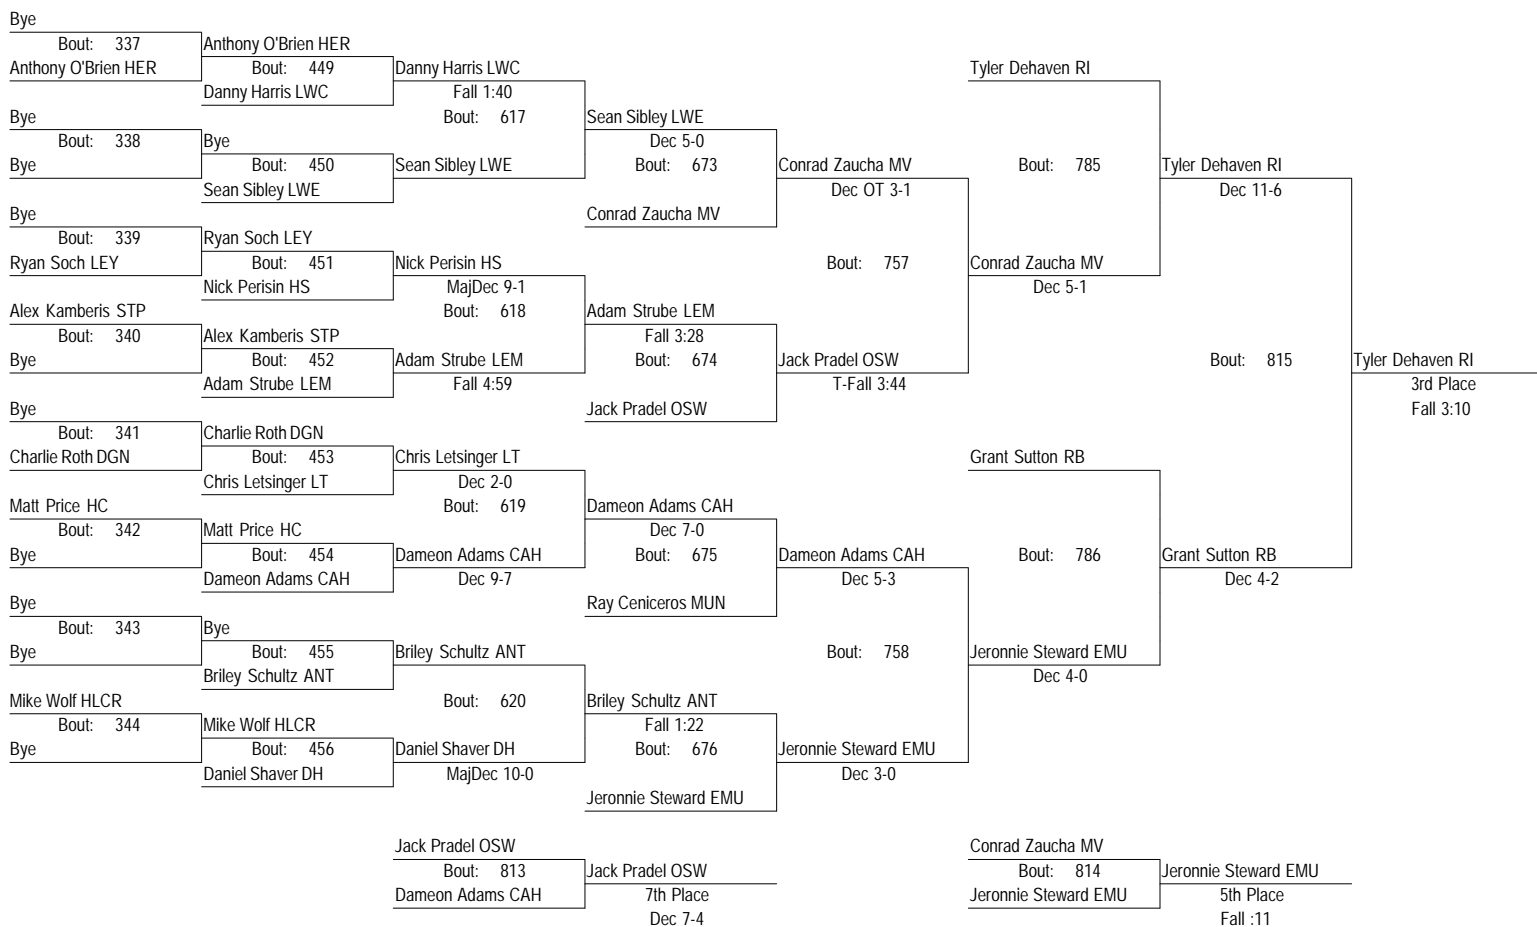 Bye
Bout: 337 Anthony O'Brien HER
Anthony O'Brien HER Bout: 449 Danny Harris LWC Tyler Dehaven RI
Danny Harris LWC Fall 1:40
Bye Bout: 617 Sean Sibley LWE
Bout: 338 Bye Dec 5-0
Bye Bout: 450 Sean Sibley LWE Bout: 673 Conrad Zaucha MV Bout: 785 Tyler Dehaven RI
Sean Sibley LWE Dec OT 3-1 Dec 11-6
Bye Conrad Zaucha MV
Bout: 339 Ryan Soch LEY
Ryan Soch LEY Bout: 451 Nick Perisin HS Bout: 757 Conrad Zaucha MV
Nick Perisin HS MajDec 9-1 Dec 5-1
Alex Kamberis STP Bout: 618 Adam Strube LEM
Bout: 340 Alex Kamberis STP Fall 3:28
Bye Bout: 452 Adam Strube LEM Bout: 674 Jack Pradel OSW Bout: 815 Tyler Dehaven RI
Adam Strube LEM Fall 4:59 T-Fall 3:44 3rd Place
Bye Jack Pradel OSW Fall 3:10
Bout: 341 Charlie Roth DGN
Charlie Roth DGN Bout: 453 Chris Letsinger LT Grant Sutton RB
Chris Letsinger LT Dec 2-0
Matt Price HC Bout: 619 Dameon Adams CAH
Bout: 342 Matt Price HC Dec 7-0
Bye Bout: 454 Dameon Adams CAH Bout: 675 Dameon Adams CAH Bout: 786 Grant Sutton RB
Dameon Adams CAH Dec 9-7 Dec 5-3 Dec 4-2
Bye Ray Ceniceros MUN
Bout: 343 Bye
Bye Bout: 455 Briley Schultz ANT Bout: 758 Jeronnie Steward EMU
Briley Schultz ANT Dec 4-0
Mike Wolf HLCR Bout: 620 Briley Schultz ANT
Bout: 344 Mike Wolf HLCR Fall 1:22
Bye Bout: 456 Daniel Shaver DH Bout: 676 Jeronnie Steward EMU
Daniel Shaver DH MajDec 10-0 Dec 3-0
Jeronnie Steward EMU
Jack Pradel OSW Conrad Zaucha MV
Bout: 813 Jack Pradel OSW Bout: 814 Jeronnie Steward EMU
Dameon Adams CAH 7th Place Jeronnie Steward EMU 5th Place
Dec 7-4 Fall :11